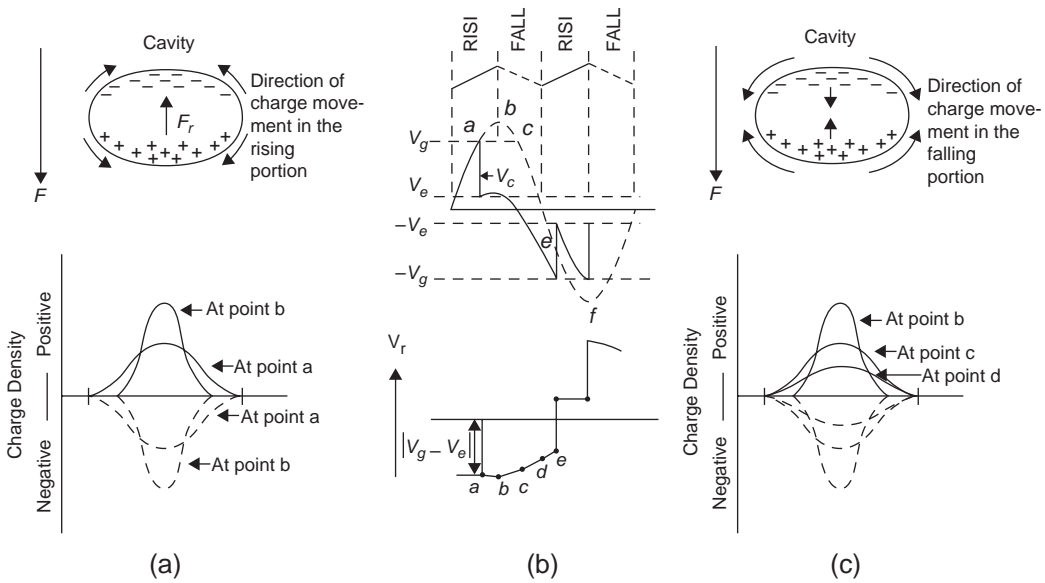 Cavity
Direction of
charge move-
ment in the
rising
portion
F
F_r
– – – – – – – –
+ + + + + + + + + + +
Positive
Charge Density
Negative
At point b
At point a
At point a
At point b
(a)
RISI
FALL
RISI
FALL
a
b
c
V_g
V_c
V_e
–V_e
e
–V_g
f
V_r
|V_g – V_e|
a
b
c
d
e
(b)
Cavity
Direction of
charge move-
ment in the
falling
portion
F
– – – – – – – –
+ + + + + + + + + + +
Positive
Charge Density
Negative
At point b
At point c
At point d
(c)